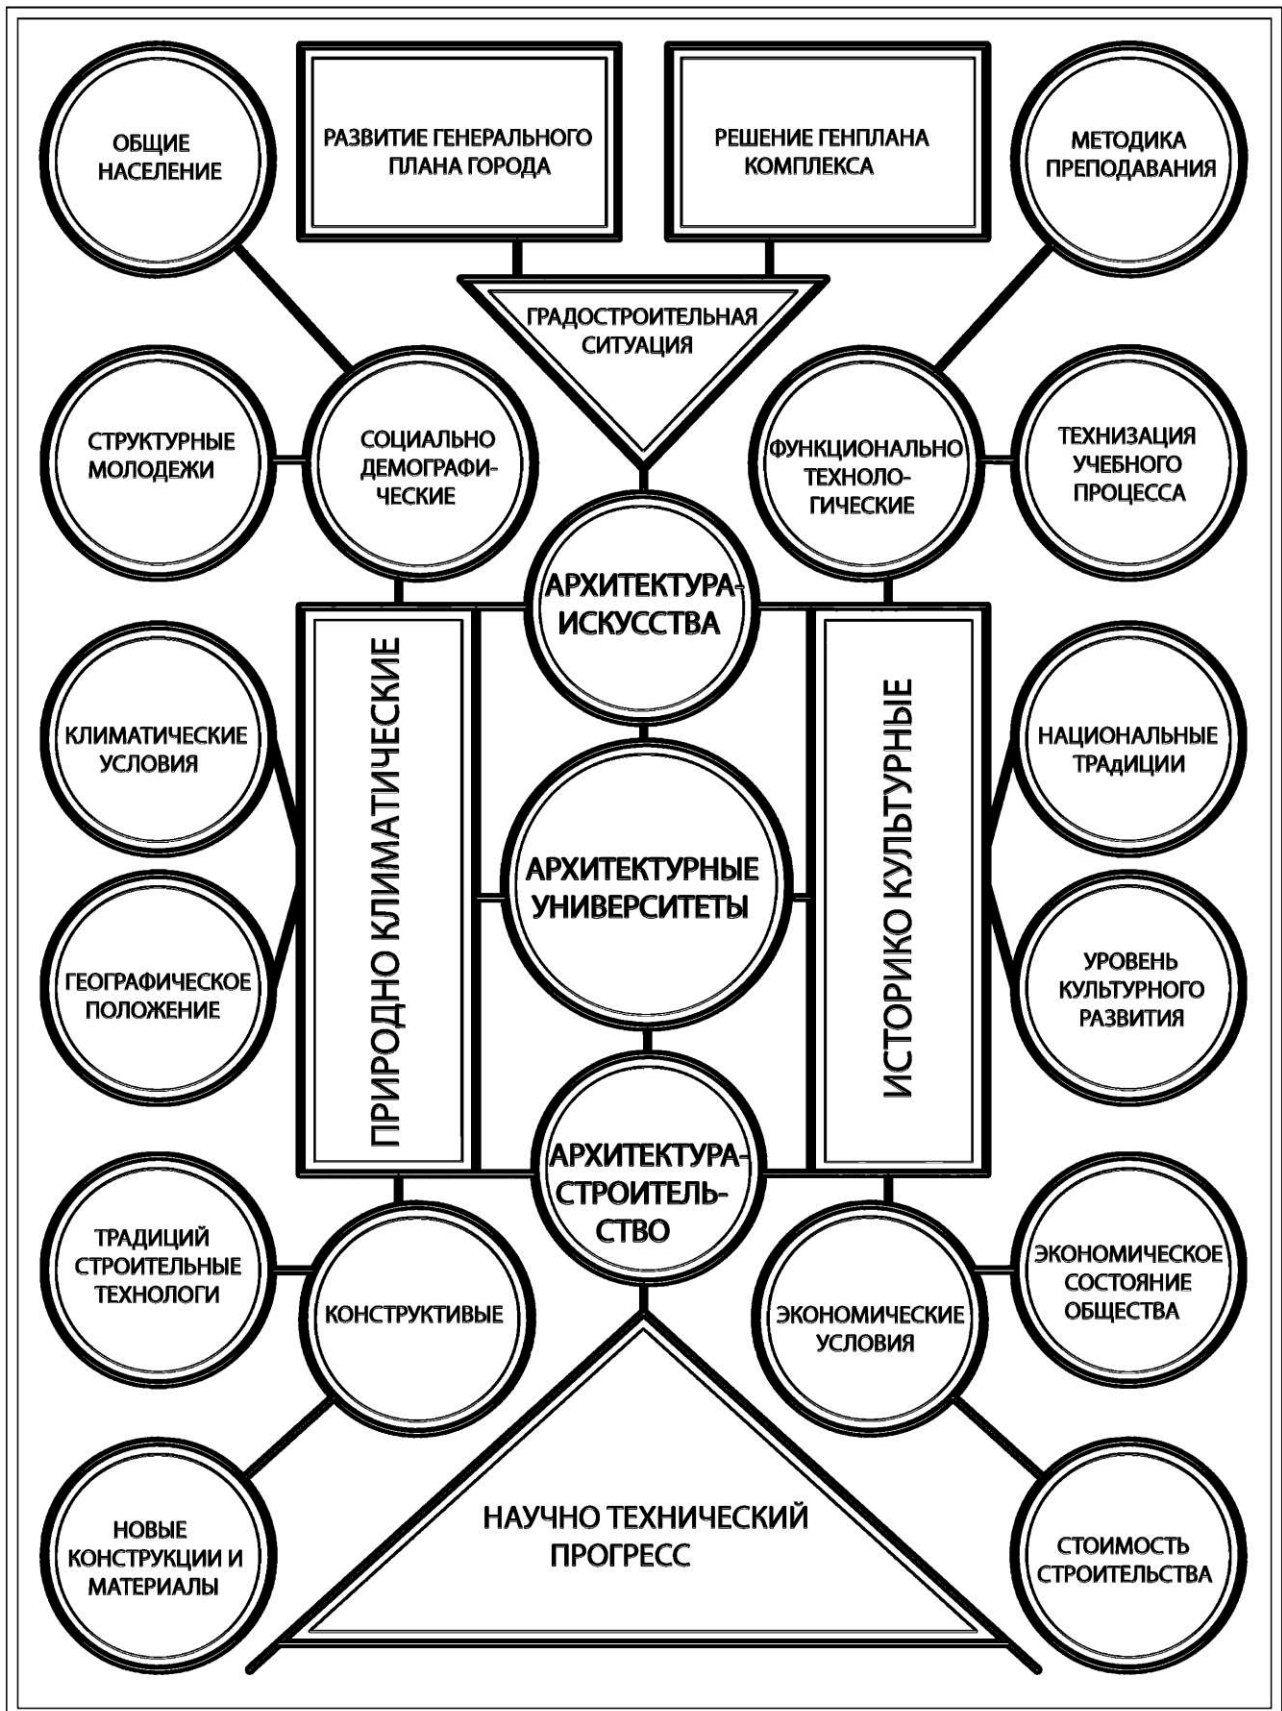 ОБЩИЕ
НАСЕЛЕНИЕ
РАЗВИТИЕ ГЕНЕРАЛЬНОГО
ПЛАНА ГОРОДА
РЕШЕНИЕ ГЕНПЛАНА
КОМПЛЕКСА
МЕТОДИКА
ПРЕПОДАВАНИЯ
ГРАДОСТРОИТЕЛЬНАЯ
СИТУАЦИЯ
СТРУКТУРНЫЕ
МОЛОДЕЖИ
СОЦИАЛЬНО
ДЕМОГРАФИ-
ЧЕСКИЕ
ФУНКЦИОНАЛЬНО
ТЕХНОЛО-
ГИЧЕСКИЕ
ТЕХНИЗАЦИЯ
УЧЕБНОГО
ПРОЦЕССА
АРХИТЕКТУРА-
ИСКУССТВА
КЛИМАТИЧЕСКИЕ
УСЛОВИЯ
ПРИРОДНО КЛИМАТИЧЕСКИЕ
ИСТОРИКО КУЛЬТУРНЫЕ
НАЦИОНАЛЬНЫЕ
ТРАдИЦИИ
АРХИТЕКТУРНЫЕ
УНИВЕРСИТЕТЫ
ГЕОГРАФИЧЕСКОЕ
ПОЛОЖЕНИЕ
УРОВЕНЬ
КУЛЬТУРНОГО
РАЗВИТИЯ
АРХИТЕКТУРА-
СТРОИТЕЛЬ-
СТВО
ТРАДИЦИЙ
СТРОИТЕЛЬНЫЕ
ТЕХНОЛОГИ
КОНСТРУКТИВЫЕ
ЭКОНОМИЧЕСКИЕ
УСЛОВИЯ
ЭКОНОМИЧЕСКОЕ
СОСТОЯНИЕ
ОБЩЕСТВА
НАУЧНО ТЕХНИЧЕСКИЙ
ПРОГРЕСС
НОВЫЕ
КОНСТРУКЦИИ И
МАТЕРИАЛЫ
СТОИМОСТЬ
СТРОИТЕЛЬСТВА